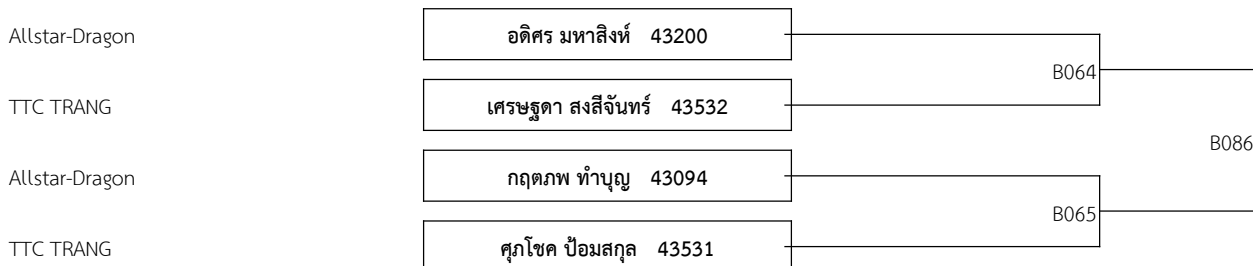 Allstar-Dragon อดิศร มหาสิงห์ 43200
B064
TTC TRANG เศรษฐดา สงสีจันทร์ 43532
B086
Allstar-Dragon กฤตภพ ทำบุญ 43094
B065
TTC TRANG ศุภโชค ป้อมสกุล 43531